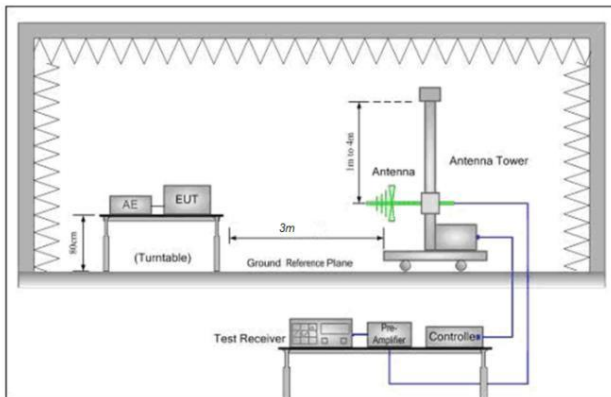 1m to 4m
Antenna
Antenna Tower
AE
EUT
80cm
3m
(Turntable)
Ground Reference Plane
Test Receiver
Pre-
Amplifier
Controller